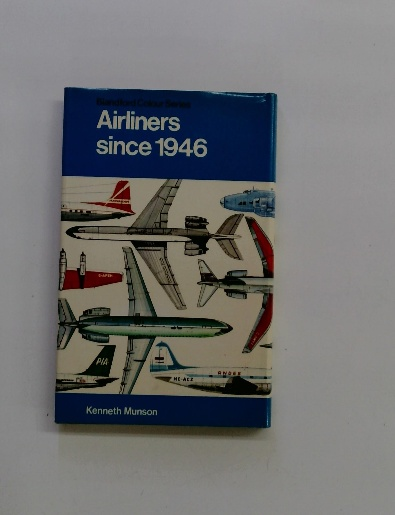 Blandford Colour Series
Airliners
since 1946
PIA
Kenneth Munson